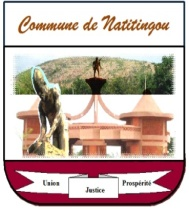 Commune de Natitingou
Union
Justice
Prospérité